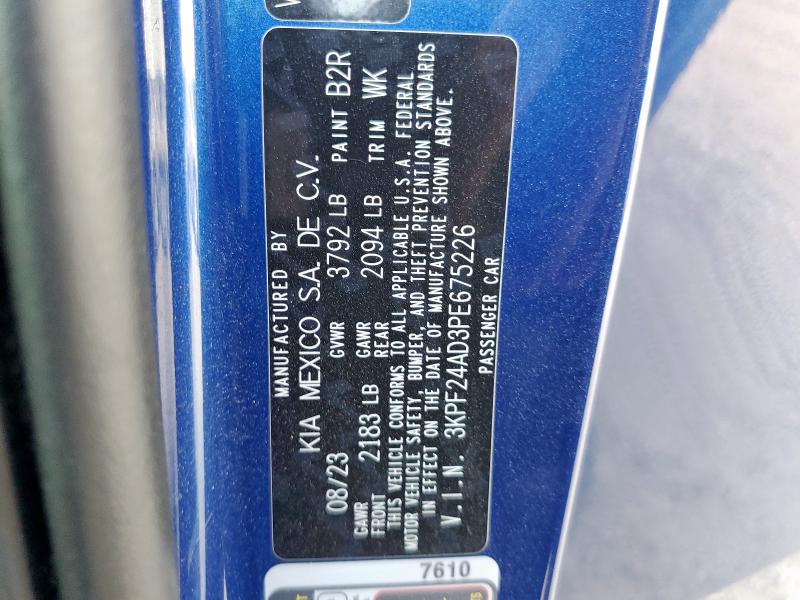 MANUFACTURED BY
KIA MEXICO S.A. DE C.V.
08/23 GVWR 3792 LB PAINT B2R
GAWR FRONT 2183 LB GAWR REAR 2094 LB TRIM WK
THIS VEHICLE CONFORMS TO ALL APPLICABLE U.S.A. FEDERAL
MOTOR VEHICLE SAFETY, BUMPER, AND THEFT PREVENTION STANDARDS
IN EFFECT ON THE DATE OF MANUFACTURE SHOWN ABOVE.
V.I.N. 3KPF24AD3PE675226
PASSENGER CAR
7610